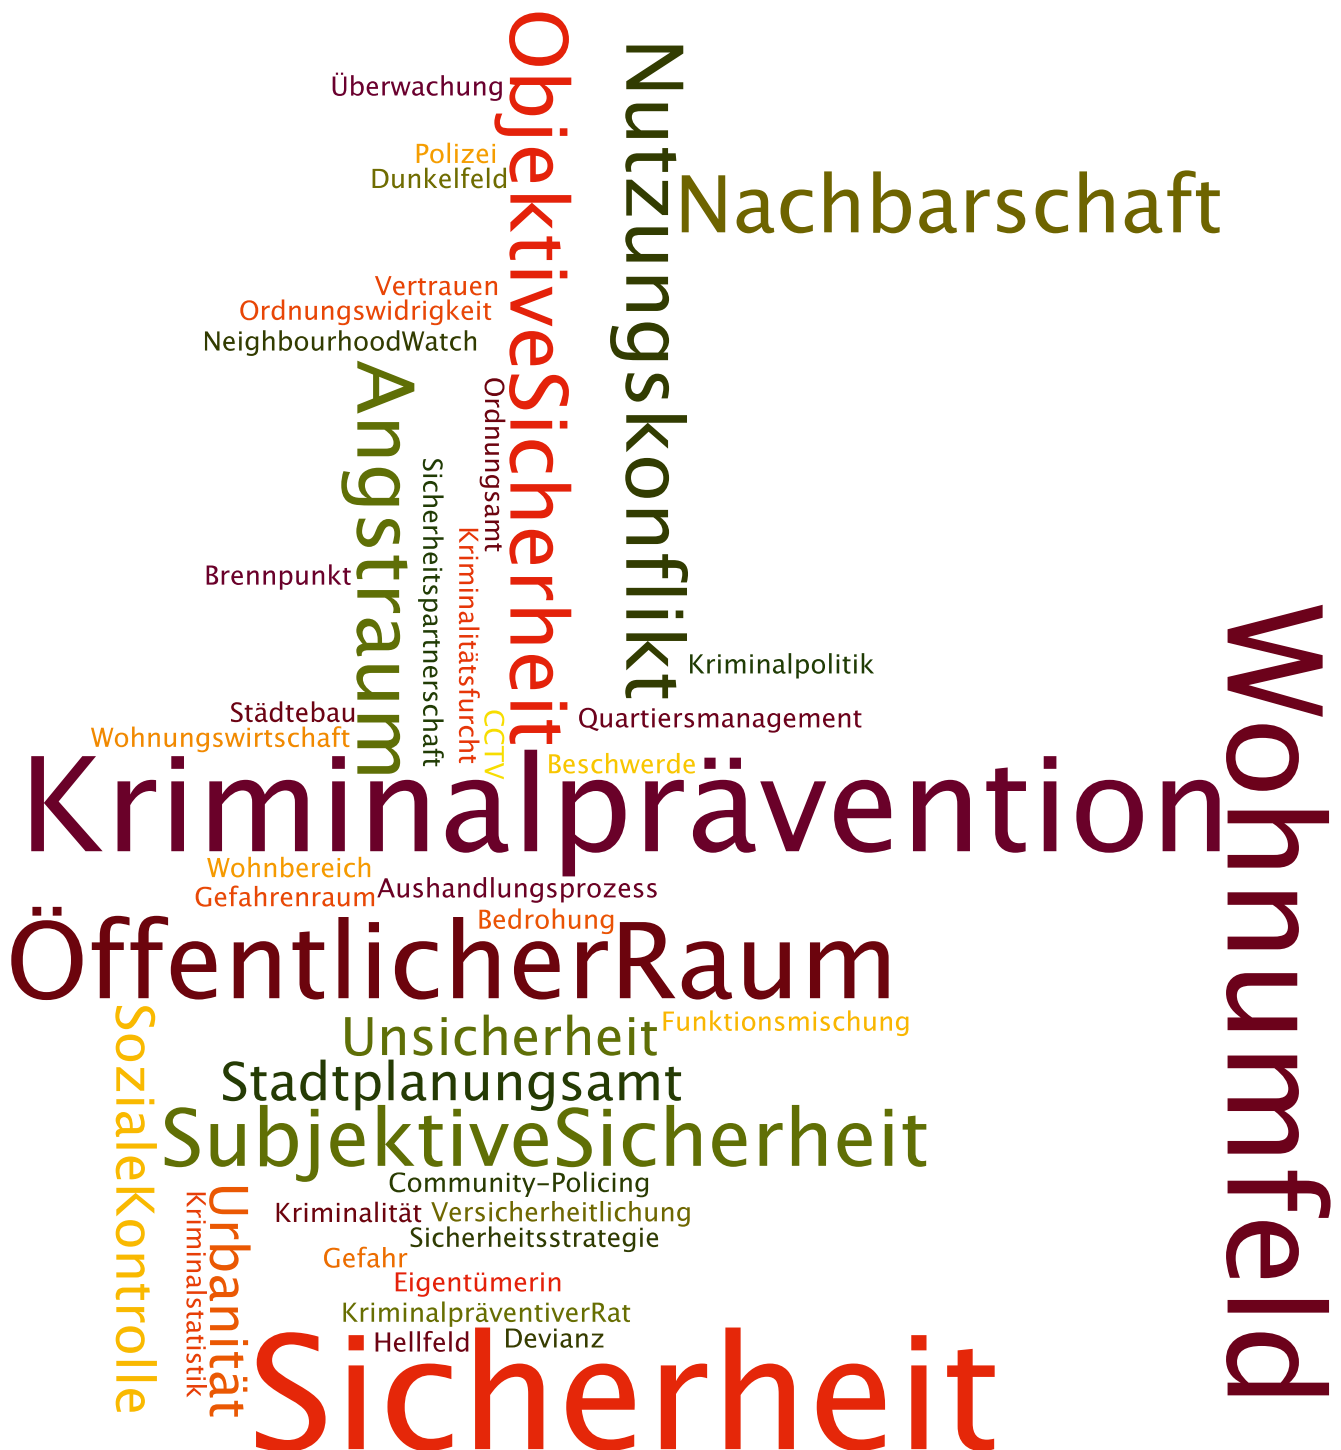 ObjektiveSicherheit
Nutzungskonflikt
Überwachung
Polizei
Dunkelfeld
Nachbarschaft
Vertrauen
Ordnungswidrigkeit
NeighbourhoodWatch
Angstraum
Ordnungsamt
Sicherheitspartnerschaft
Kriminalitätsfurcht
Brennpunkt
Wohnumfeld
Kriminalpolitik
Städtebau
CCTV
Quartiersmanagement
Wohnungswirtschaft
Beschwerde
Kriminalprävention
Wohnbereich
Gefahrenraum
Aushandlungsprozess
Bedrohung
ÖffentlicherRaum
SozialeKontrolle
Unsicherheit
Funktionsmischung
Stadtplanungsamt
SubjektiveSicherheit
Community-Policing
Urbanität
Kriminalstatistik
Kriminalität
Versicherheitlichung
Sicherheitsstrategie
Gefahr
Eigentümerin
KriminalpräventiverRat
Hellfeld
Devianz
Sicherheit